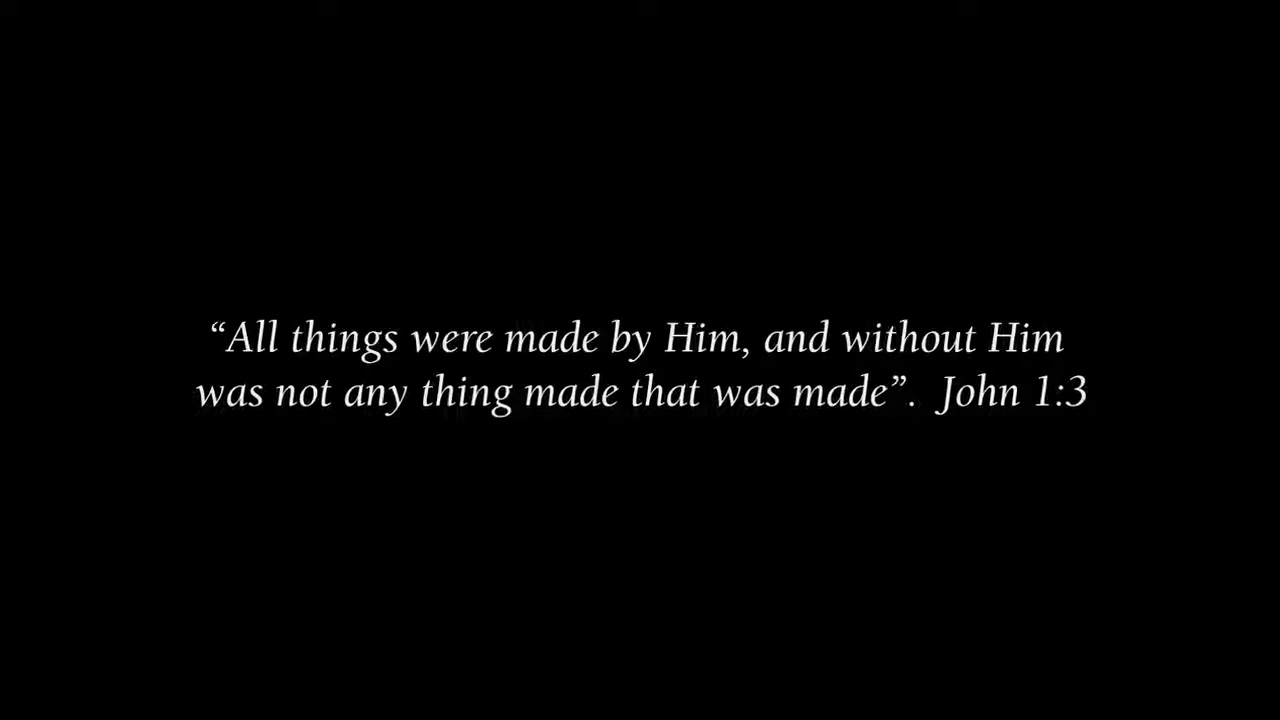 “All things were made by Him, and without Him
was not any thing made that was made”.  John 1:3